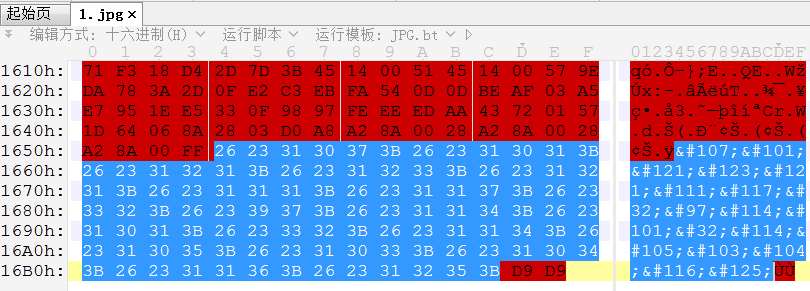 起始页 1.jpg ×
编辑方式: 十六进制(H) 运行脚本 运行模板: JPG.bt
0 1 2 3 4 5 6 7 8 9 A B C D E F 0123456789ABCDEF
1610h: 71 F3 18 D4 2D 7D 3B 45 14 00 51 45 14 00 57 9E qó.Ô-};E..QE..Wž
1620h: DA 78 3A 2D 0F E2 C3 EB FA 54 0D 0D BE AF 03 A5 Úx:-.âÃëúT..¾¯.¥
1630h: E7 95 1E E5 33 0F 98 97 FE EE ED AA 43 72 01 57 ç•.å3.˜—þîíªCr.W
1640h: 1D 64 06 8A 28 03 D0 A8 A2 8A 00 28 A2 8A 00 28 .d.Š(.Ð¨¢Š.(¢Š.(
1650h: A2 8A 00 FF 26 23 31 30 37 3B 26 23 31 30 31 3B ¢Š.ÿ&#107;&#101;
1660h: 26 23 31 32 31 3B 26 23 31 32 33 3B 26 23 31 32 &#121;&#123;&#12
1670h: 31 3B 26 23 31 31 31 3B 26 23 31 31 37 3B 26 23 1;&#111;&#117;&#
1680h: 33 32 3B 26 23 39 37 3B 26 23 31 31 34 3B 26 23 32;&#97;&#114;&#
1690h: 31 30 31 3B 26 23 33 32 3B 26 23 31 31 34 3B 26 101;&#32;&#114;&
16A0h: 23 31 30 35 3B 26 23 31 30 33 3B 26 23 31 30 34 #105;&#103;&#104
16B0h: 3B 26 23 31 31 36 3B 26 23 31 32 35 3B D9 D9 ;&#116;&#125;ÙÙ